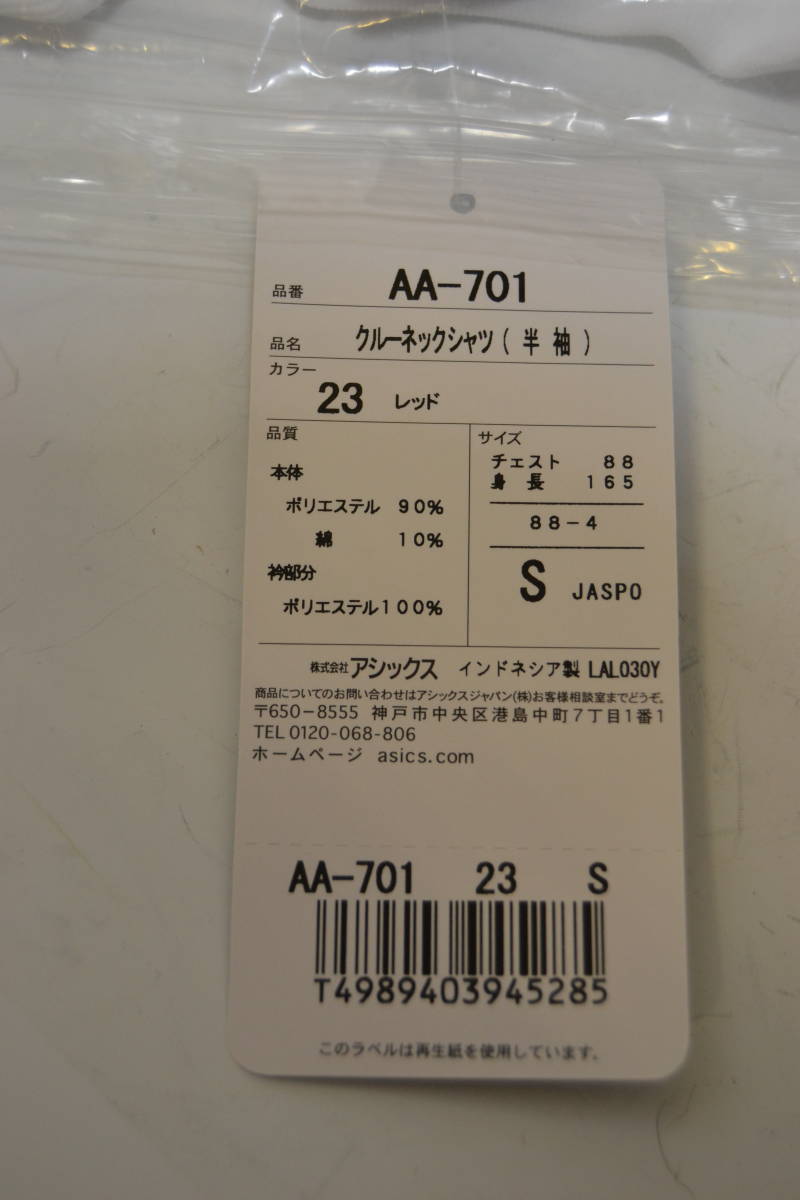 品番 AA-701
品名 クルーネックシャツ(半袖)
カラー
23 レッド
品質
本体
ポリエステル 90%
綿 10%
衿部分
ポリエステル100%
サイズ
チェスト 88
身長 165
88-4
S JASPO
株式会社アシックス インドネシア製 LAL030Y
商品についてのお問い合わせはアシックスジャパン(株)お客様相談室までどうぞ。
〒650-8555 神戸市中央区港島中町7丁目1番1
TEL 0120-068-806
ホームページ asics.com
AA-701 23 S
T4989403945285
このラベルは再生紙を使用しています。